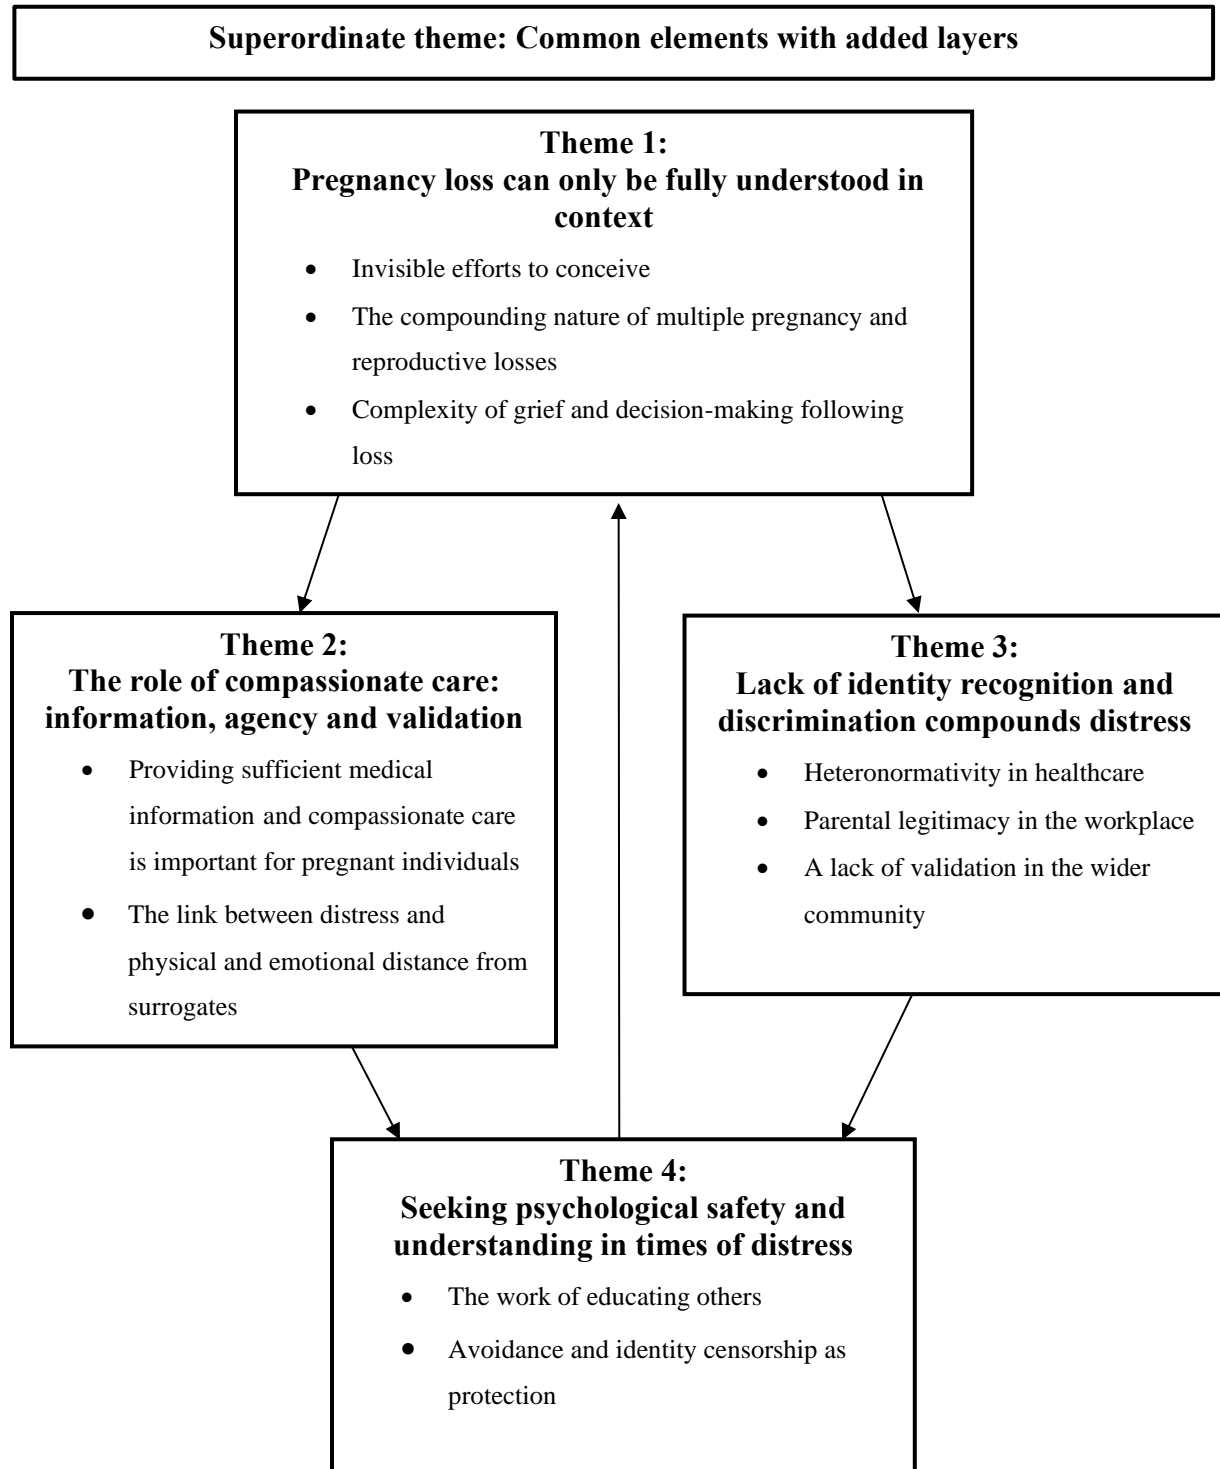 Superordinate theme: Common elements with added layers
Theme 1:
Pregnancy loss can only be fully understood in
context
• Invisible efforts to conceive
• The compounding nature of multiple pregnancy and
reproductive losses
• Complexity of grief and decision-making following
loss
Theme 2:
The role of compassionate care:
information, agency and validation
• Providing sufficient medical
information and compassionate care
is important for pregnant individuals
• The link between distress and
physical and emotional distance from
surrogates
Theme 3:
Lack of identity recognition and
discrimination compounds distress
• Heteronormativity in healthcare
• Parental legitimacy in the workplace
• A lack of validation in the wider
community
Theme 4:
Seeking psychological safety and
understanding in times of distress
• The work of educating others
• Avoidance and identity censorship as
protection